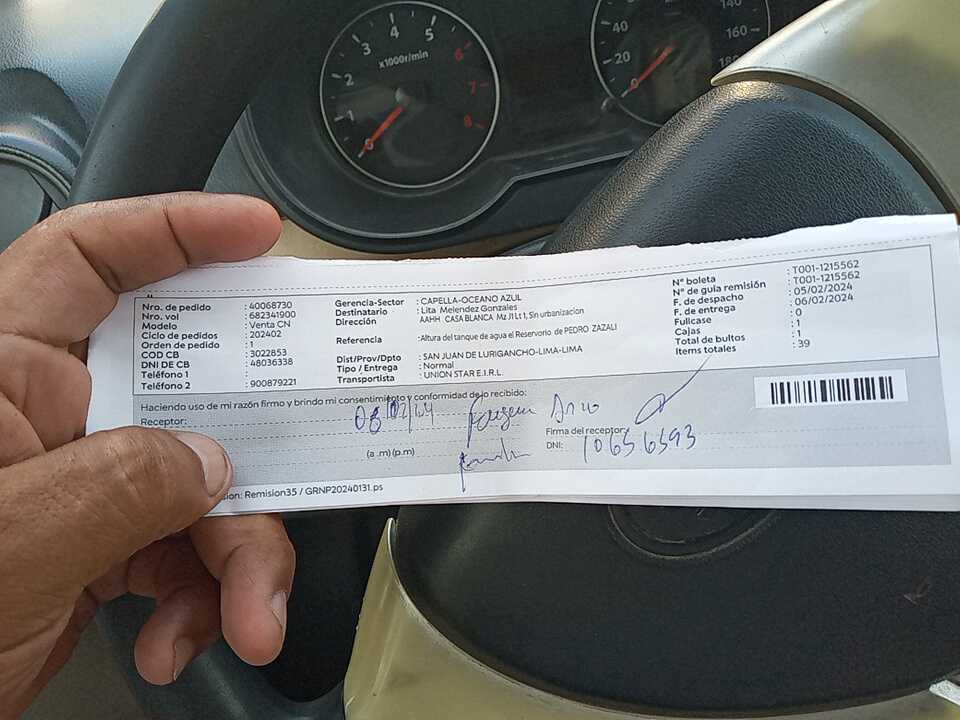 1 2 3 4 5 6 7 8 0
x1000r/min
0 20 40 140 160 180
Nro. de pedido : 40068730
Nro. vol : 682341900
Modelo : Venta CN
Ciclo de pedidos : 202402
Orden de pedido : 1
COD CB : 3022853
DNI DE CB : 48036338
Teléfono 1 :
Teléfono 2 : 900879221
Gerencia-Sector : CAPELLA-OCEANO AZUL
Destinatario : Lita Melendez Gonzales
Dirección AAHH CASA BLANCA Mz J1 Lt 1, Sin urbanizacion
Referencia : Altura del tanque de agua el Reservorio de PEDRO ZAZALI
Dist/Prov/Dpto : SAN JUAN DE LURIGANCHO-LIMA-LIMA
Tipo / Entrega : Normal
Transportista : UNION STAR E.I.R.L.
N° boleta : T001-1215562
N° de guía remisión : T001-1215562
F. de despacho : 05/02/2024
F. de entrega : 06/02/2024
Fullcase : 0
Cajas : 1
Total de bultos : 1
Items totales : 39
Haciendo uso de mi razón firmo y brindo mi consentimiento y conformidad de lo recibido:
Receptor:
(a .m) (p.m)
Firma del receptor:
DNI: 10656593
ion: Remision35 / GRNP20240131.ps